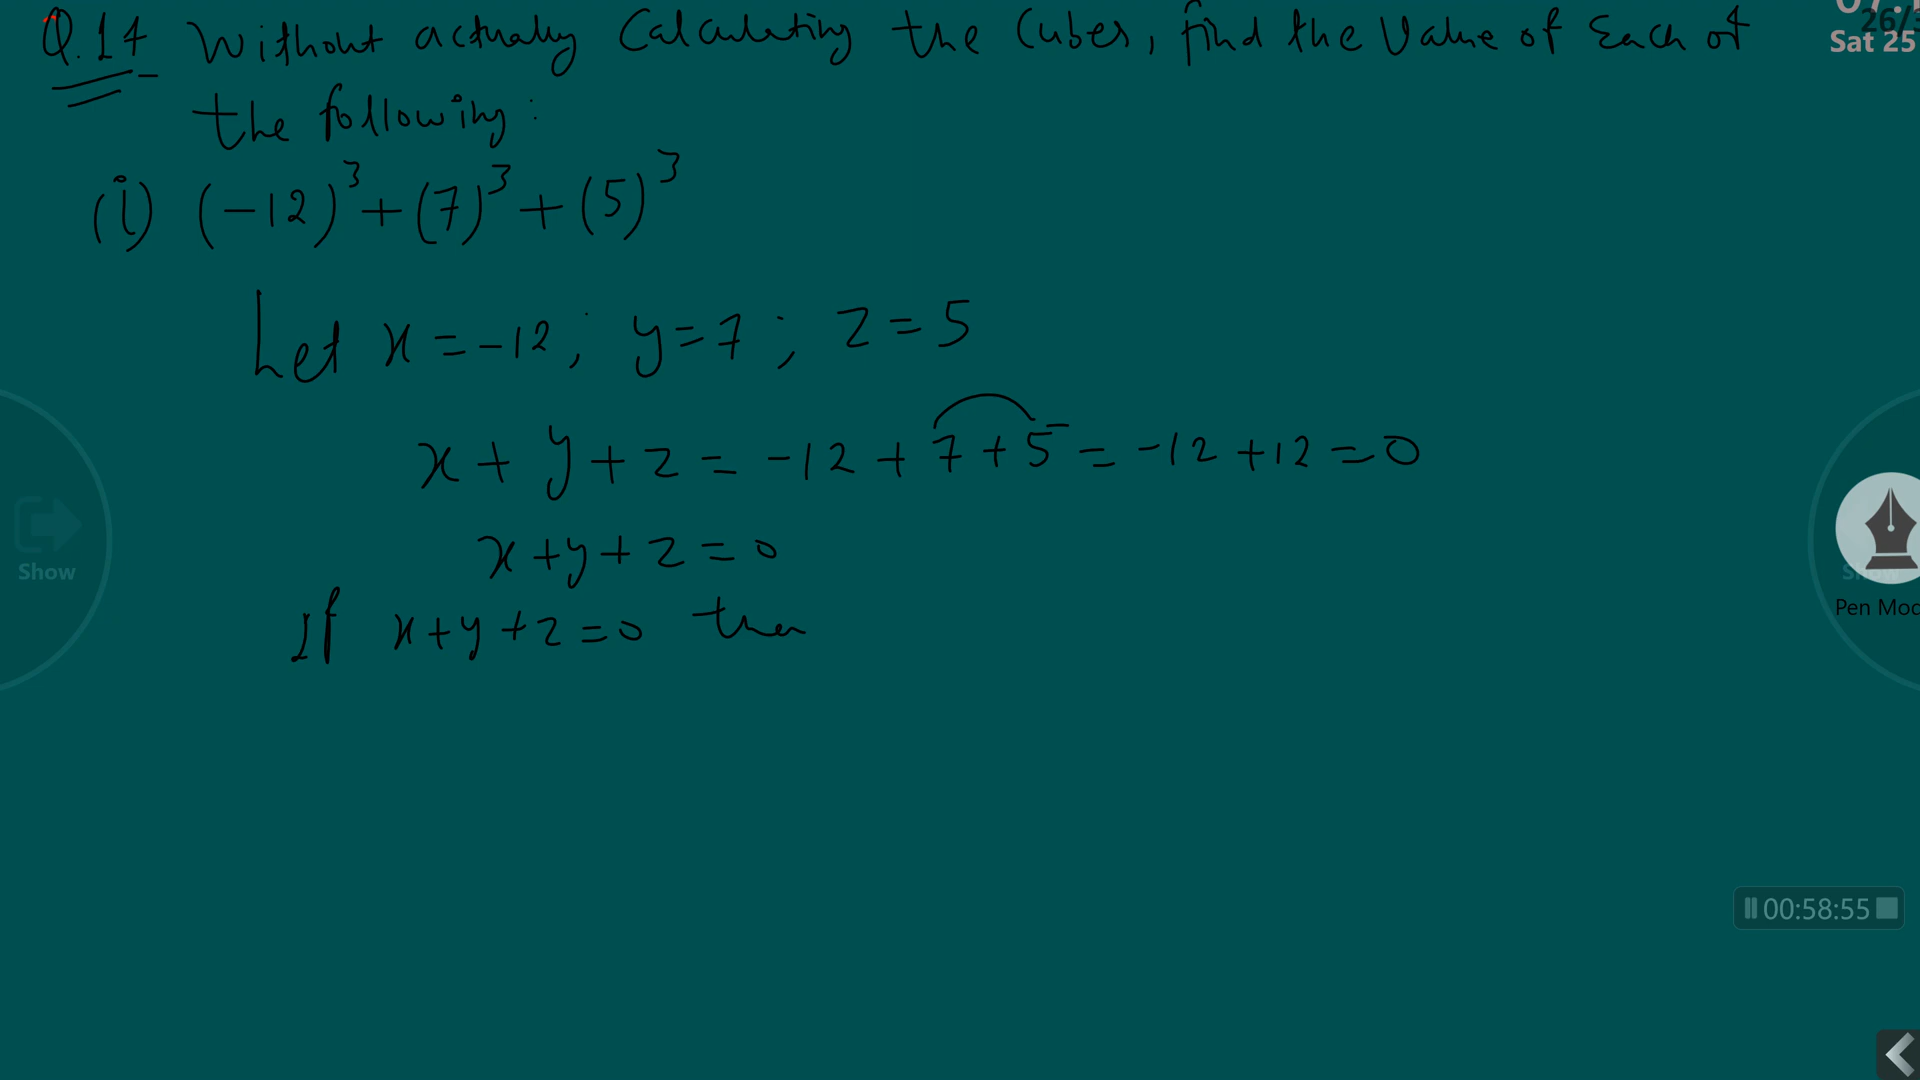 Q.14 Without actually Calculating the Cubes, find the Value of Each of
the following:
(i) (-12)³+(7)³+(5)³
Let x=-12; y=7; z=5
x+y+z=-12+7+5=-12+12=0
x+y+z=0
If x+y+z=0 then
Sat 25
Show
Pen Mod
00:58:55